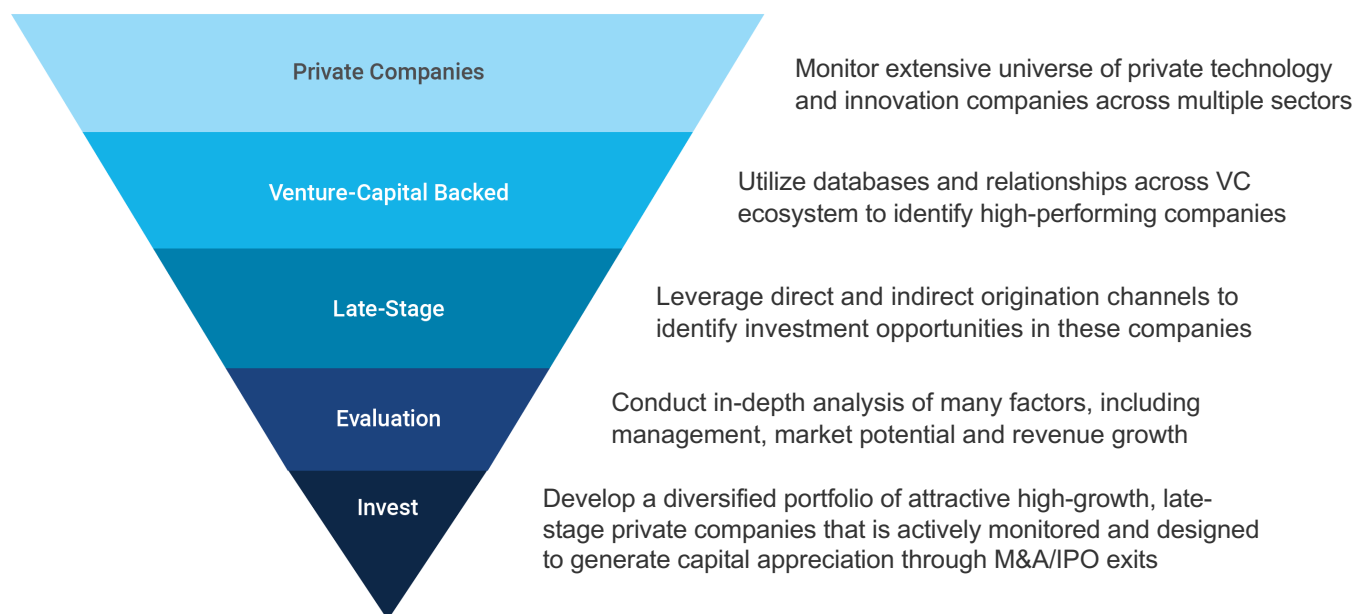 Private Companies
Monitor extensive universe of private technology
and innovation companies across multiple sectors
Venture-Capital Backed
Utilize databases and relationships across VC
ecosystem to identify high-performing companies
Late-Stage
Leverage direct and indirect origination channels to
identify investment opportunities in these companies
Evaluation
Conduct in-depth analysis of many factors, including
management, market potential and revenue growth
Invest
Develop a diversified portfolio of attractive high-growth, late-
stage private companies that is actively monitored and designed
to generate capital appreciation through M&A/IPO exits